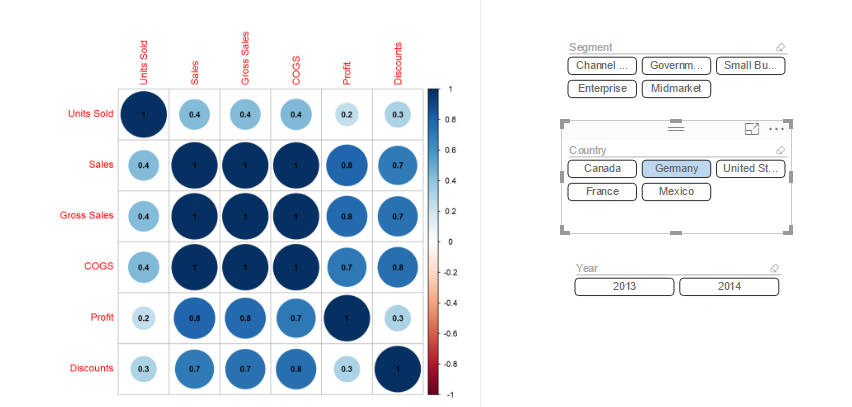 Units Sold Sales Gross Sales COGS Profit Discounts
Units Sold 1 0.4 0.4 0.4 0.2 0.3
Sales 0.4 1 1 1 0.8 0.7
Gross Sales 0.4 1 1 1 0.8 0.7
COGS 0.4 1 1 1 0.7 0.8
Profit 0.2 0.8 0.8 0.7 1 0.3
Discounts 0.3 0.7 0.7 0.8 0.3 1
1
0.8
0.6
0.4
0.2
0
-0.2
-0.4
-0.6
-0.8
-1
Segment
Channel ... Governm... Small Bu...
Enterprise Midmarket
Country
Canada Germany United St...
France Mexico
Year
2013 2014